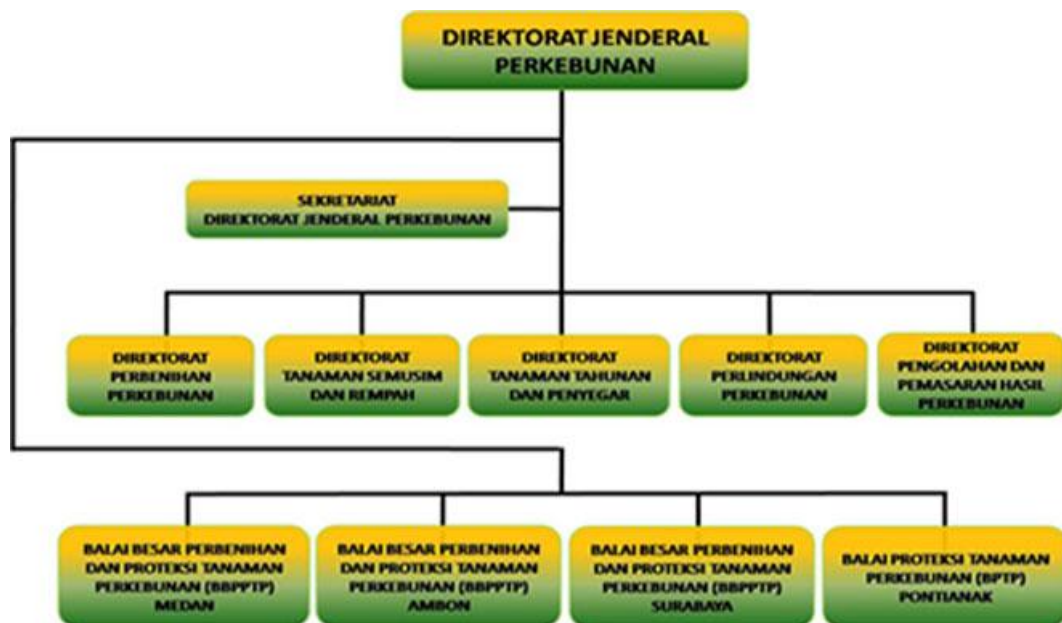 DIREKTORAT JENDERAL
PERKEBUNAN
SEKRETARIAT
DIREKTORAT JENDERAL PERKEBUNAN
DIREKTORAT
PERBENIHAN
PERKEBUNAN
DIREKTORAT
TANAMAN SEMUSIM
DAN REMPAH
DIREKTORAT
TANAMAN TAHUNAN
DAN PENYEGAR
DIREKTORAT
PERLINDUNGAN
PERKEBUNAN
DIREKTORAT
PENGOLAHAN DAN
PEMASARAN HASIL
PERKEBUNAN
BALAI BESAR PERBENIHAN
DAN PROTEKSI TANAMAN
PERKEBUNAN (BBPPTP)
MEDAN
BALAI BESAR PERBENIHAN
DAN PROTEKSI TANAMAN
PERKEBUNAN (BBPPTP)
AMBON
BALAI BESAR PERBENIHAN
DAN PROTEKSI TANAMAN
PERKEBUNAN (BBPPTP)
SURABAYA
BALAI PROTEKSI TANAMAN
PERKEBUNAN (BPTP)
PONTIANAK